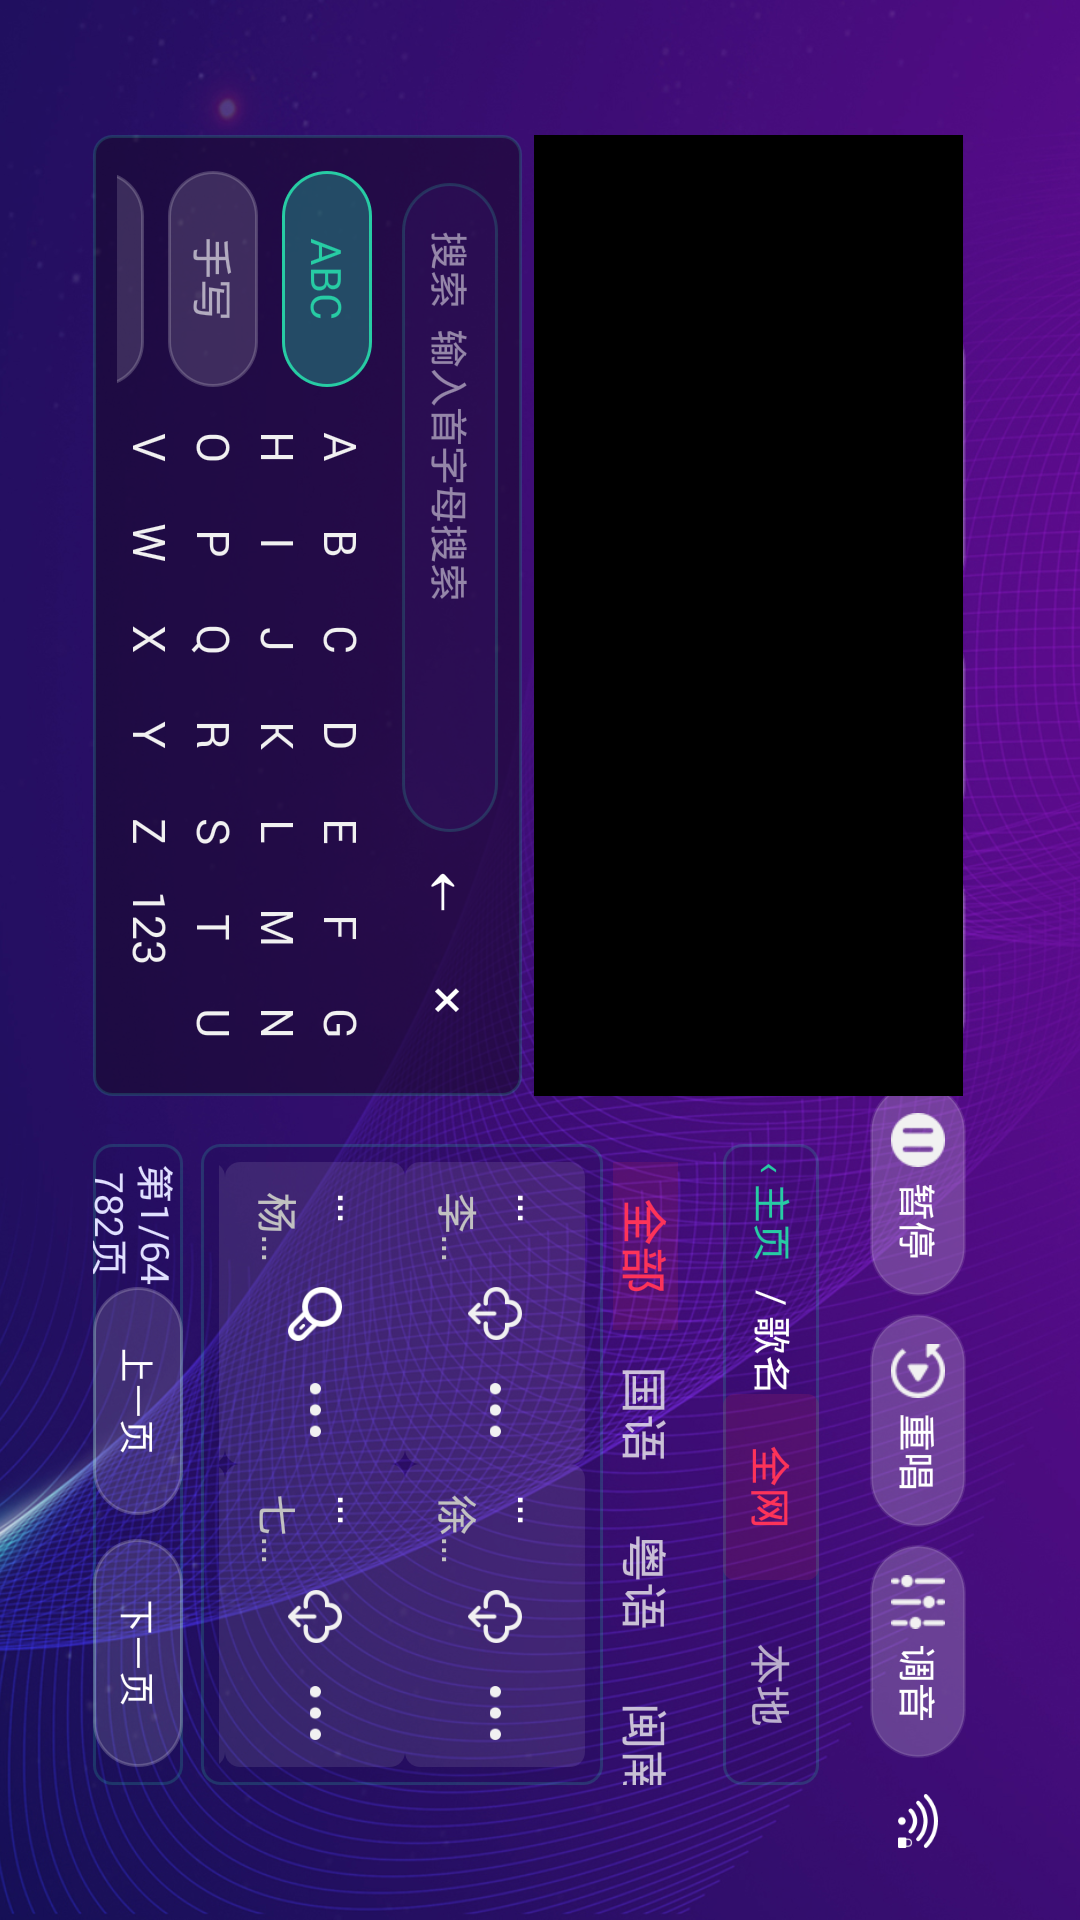 暂停
重唱
调音
‹ 主页 / 歌名
全网
本地
搜索 输入首字母搜索
← ×
全部
国语
粤语
闽南
ABC
手写
A B C D E F G
H I J K L M N
O P Q R S T U
V W X Y Z 123
...
李...
...
徐...
...
杨...
...
七...
第1/64
782页
上一页
下一页